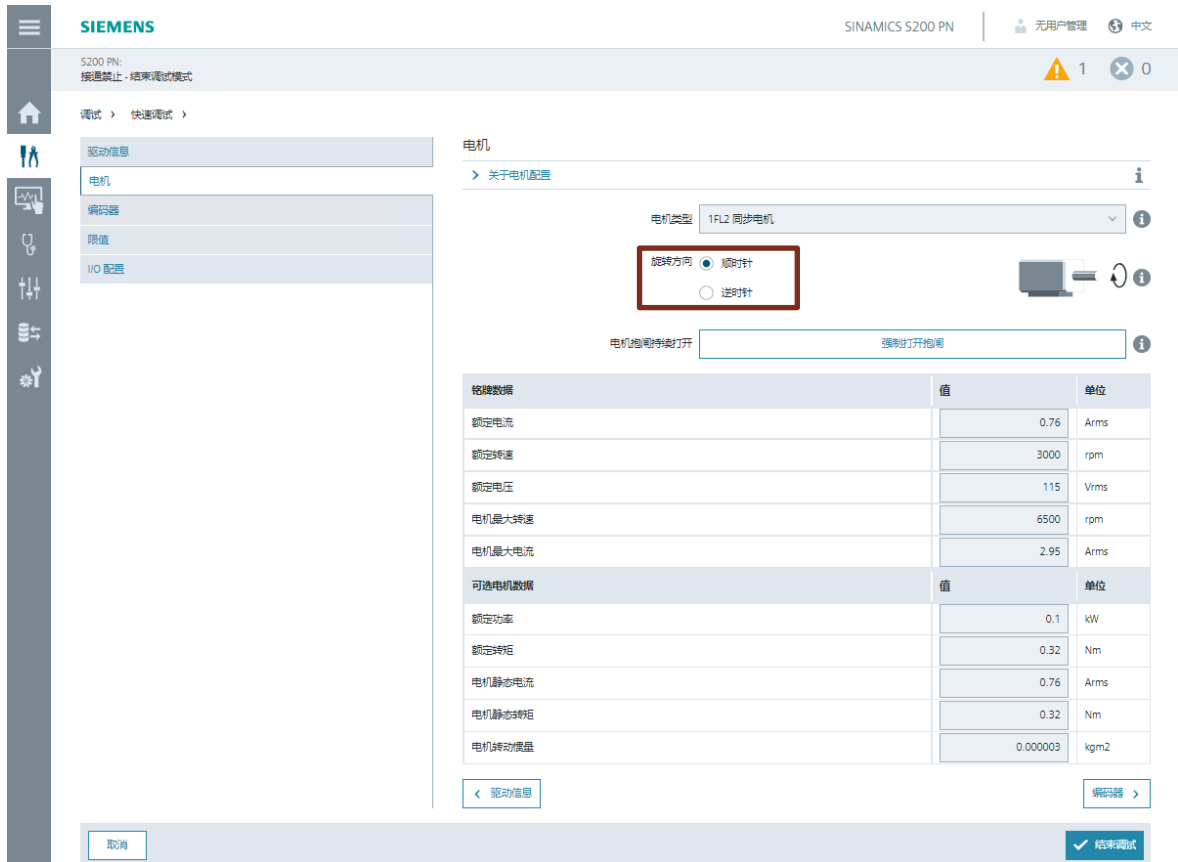 SIEMENS
SINAMICS S200 PN
无用户管理
中文
S200 PN:
接通禁止 - 结束调试模式
1
0
调试 › 快速调试 ›
驱动信息
电机
编码器
限值
I/O 配置
电机
关于电机配置
电机类型 1FL2 同步电机
旋转方向 顺时针
逆时针
电机抱闸持续打开 强制打开抱闸
铭牌数据 值 单位
额定电流 0.76 Arms
额定转速 3000 rpm
额定电压 115 Vrms
电机最大转速 6500 rpm
电机最大电流 2.95 Arms
可选电机数据 值 单位
额定功率 0.1 kW
额定转矩 0.32 Nm
电机静态电流 0.76 Arms
电机静态转矩 0.32 Nm
电机转动惯量 0.000003 kgm2
驱动信息
编码器
取消
结束调试